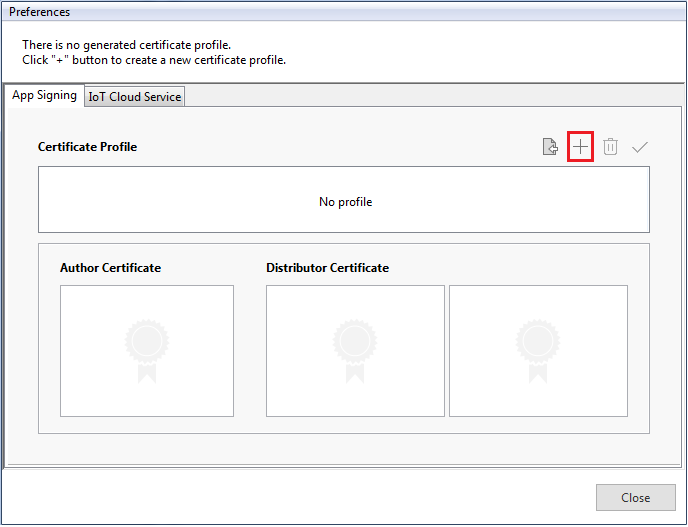 Preferences
There is no generated certificate profile.
Click "+" button to create a new certificate profile.
App Signing
IoT Cloud Service
Certificate Profile
No profile
Author Certificate
Distributor Certificate
Close